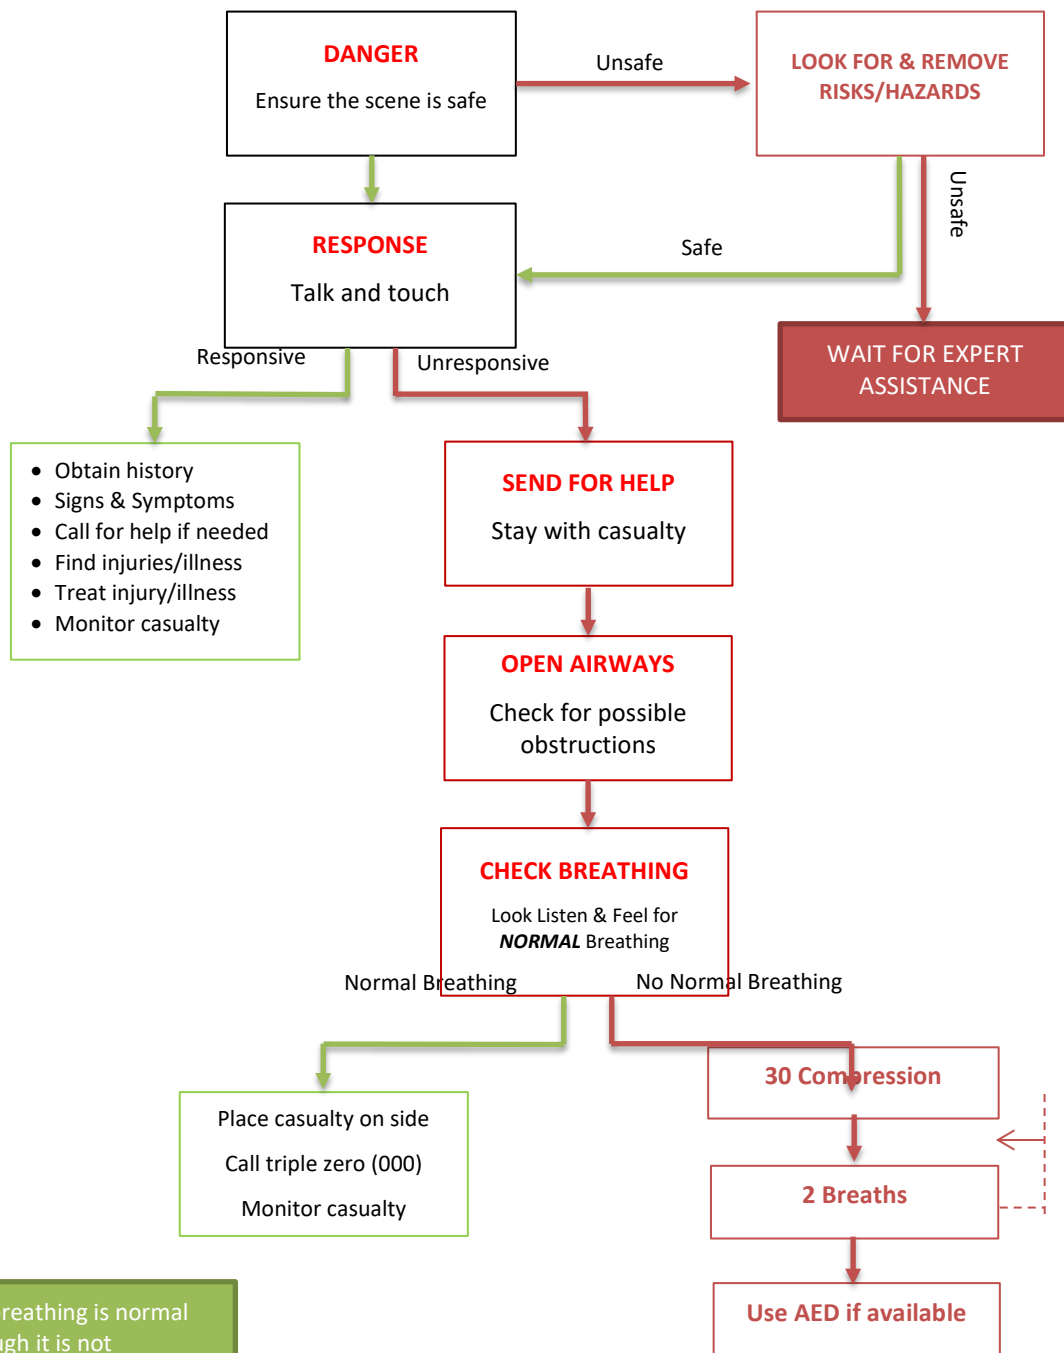 DANGER
Ensure the scene is safe
Unsafe
LOOK FOR & REMOVE
RISKS/HAZARDS
Unsafe
RESPONSE
Talk and touch
Safe
WAIT FOR EXPERT
ASSISTANCE
Responsive
Unresponsive
• Obtain history
• Signs & Symptoms
• Call for help if needed
• Find injuries/illness
• Treat injury/illness
• Monitor casualty
SEND FOR HELP
Stay with casualty
OPEN AIRWAYS
Check for possible
obstructions
CHECK BREATHING
Look Listen & Feel for
NORMAL Breathing
Normal Breathing
No Normal Breathing
Place casualty on side
Call triple zero (000)
Monitor casualty
30 Compression
2 Breaths
Use AED if available
breathing is normal
it is not